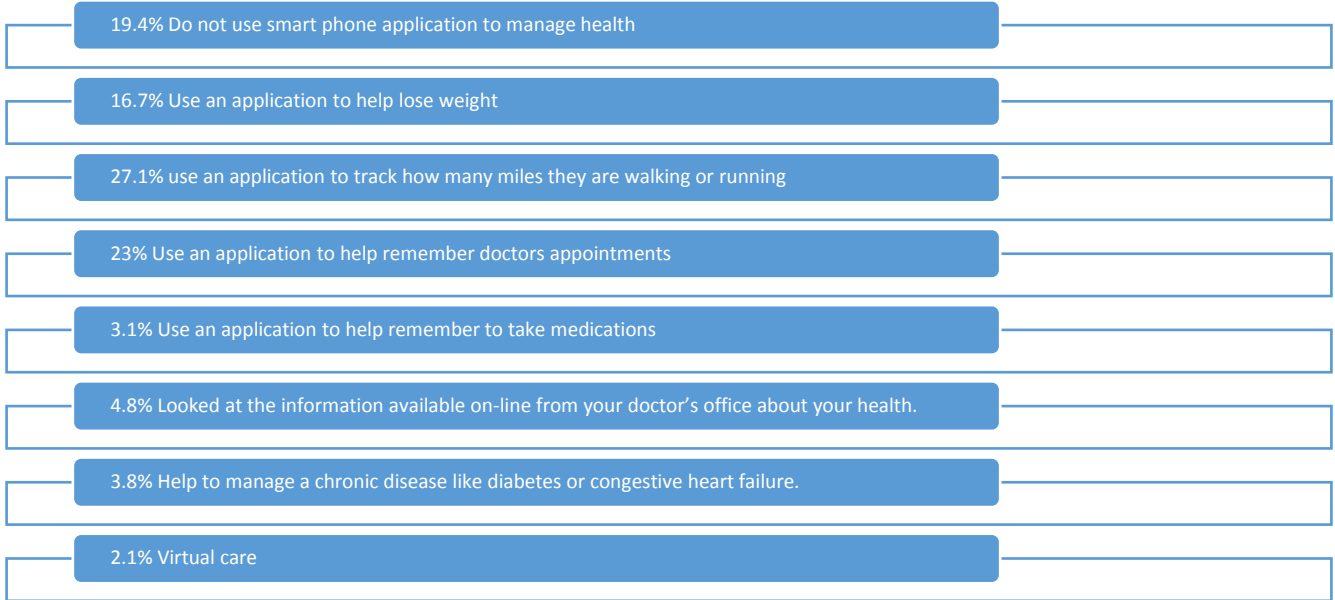 19.4% Do not use smart phone application to manage health
16.7% Use an application to help lose weight
27.1% use an application to track how many miles they are walking or running
23% Use an application to help remember doctors appointments
3.1% Use an application to help remember to take medications
4.8% Looked at the information available on-line from your doctor’s office about your health.
3.8% Help to manage a chronic disease like diabetes or congestive heart failure.
2.1% Virtual care